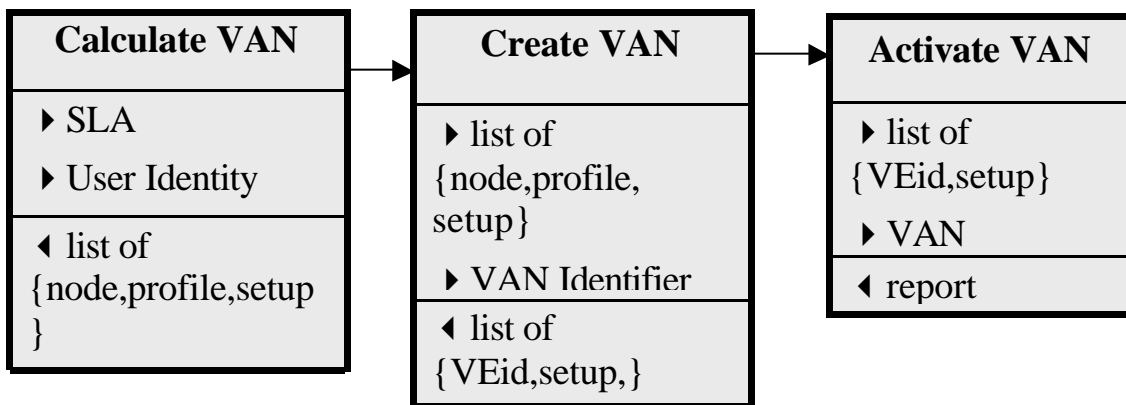 Calculate VAN
▸ SLA
▸ User Identity
◂ list of
{node,profile,setup
}
Create VAN
▸ list of
{node,profile,
setup}
▸ VAN Identifier
◂ list of
{VEid,setup,}
Activate VAN
▸ list of
{VEid,setup}
▸ VAN
◂ report